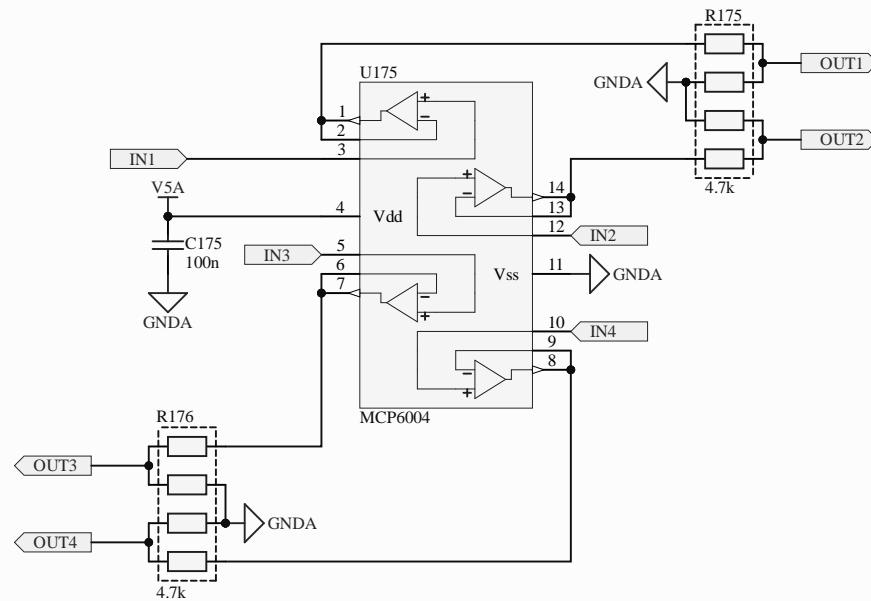 R175
OUT1
GNDA
OUT2
4.7k
U175
1
2
3
IN1
14
13
12
IN2
V5A
4
Vdd
C175
100n
GNDA
IN3
5
6
7
Vss
11
GNDA
10
IN4
9
8
MCP6004
R176
OUT3
GNDA
OUT4
4.7k
+
−
+
−
−
+
−
+